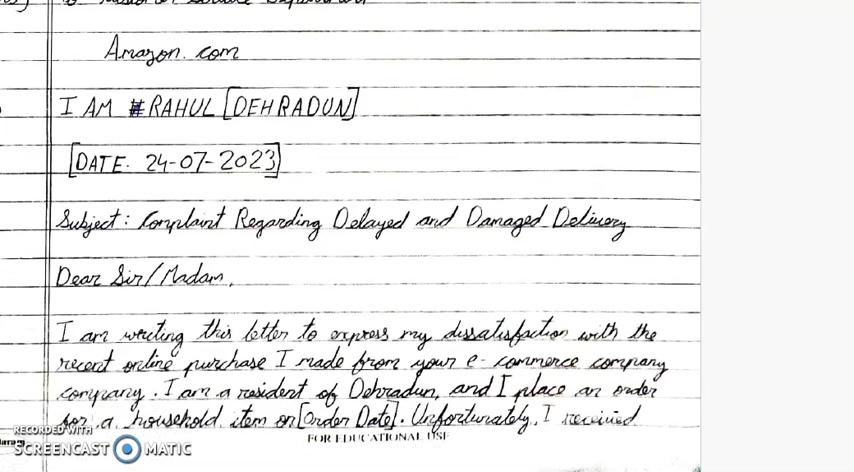 Amazon. com
I AM #RAHUL [DEHRADUN]
[DATE. 24-07-2023]
Subject: Complaint Regarding Delayed and Damaged Delivery
Dear Sir/Madam,
I am writing this letter to express my dissatisfaction with the
recent online purchase I made from your e-commerce company
company. I am a resident of Dehradun, and I place an order
for a household item on [Order Date]. Unfortunately, I received
FOR EDUCATIONAL USE
RECORDED WITH
SCREENCAST MATIC